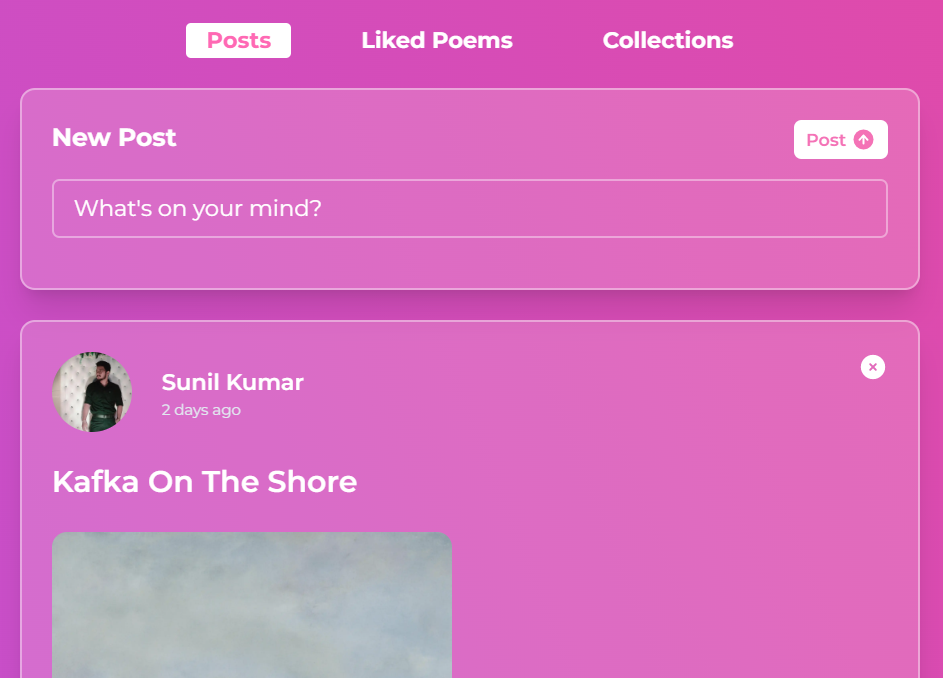 Posts Liked Poems Collections
New Post
Post
What's on your mind?
Sunil Kumar
2 days ago
Kafka On The Shore